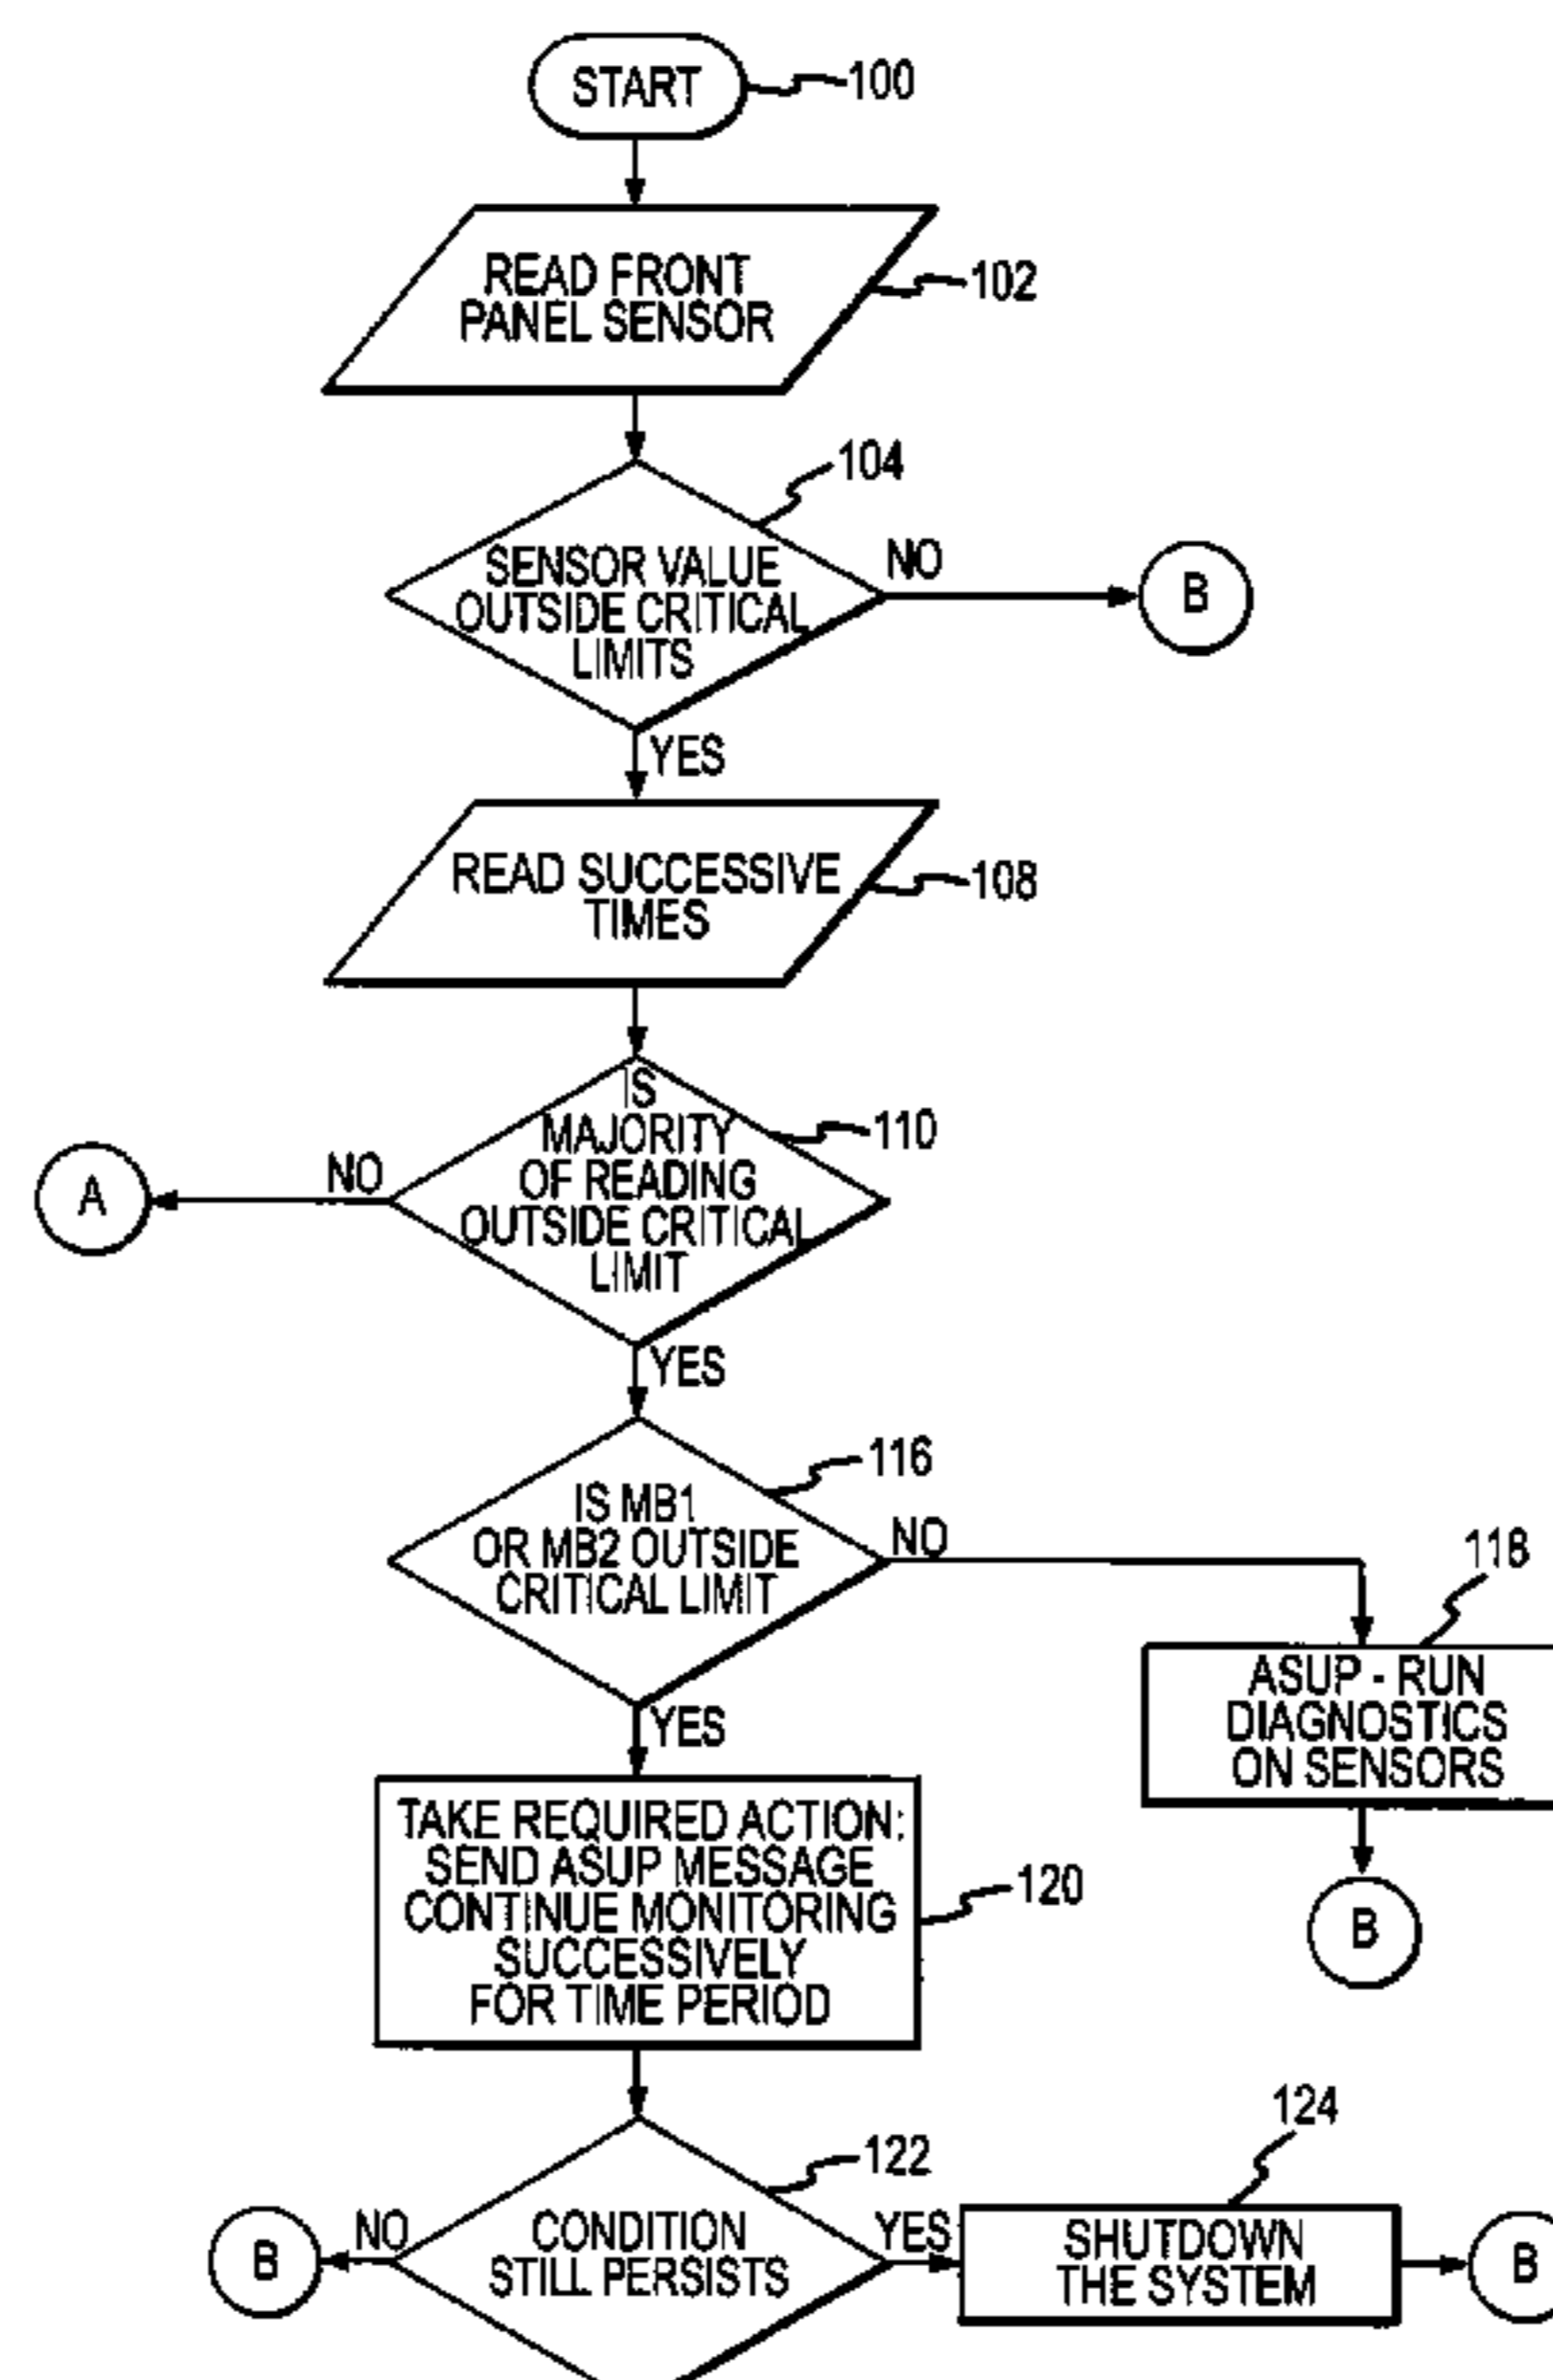 START
100
READ FRONT
PANEL SENSOR
102
104
SENSOR VALUE
OUTSIDE CRITICAL
LIMITS
NO
B
YES
READ SUCCESSIVE
TIMES
108
IS
MAJORITY
OF READING
OUTSIDE CRITICAL
LIMIT
110
NO
A
YES
116
IS MB1
OR MB2 OUTSIDE
CRITICAL LIMIT
NO
118
ASUP - RUN
DIAGNOSTICS
ON SENSORS
B
YES
TAKE REQUIRED ACTION:
SEND ASUP MESSAGE
CONTINUE MONITORING
SUCCESSIVELY
FOR TIME PERIOD
120
122
CONDITION
STILL PERSISTS
NO
B
YES
124
SHUTDOWN
THE SYSTEM
B